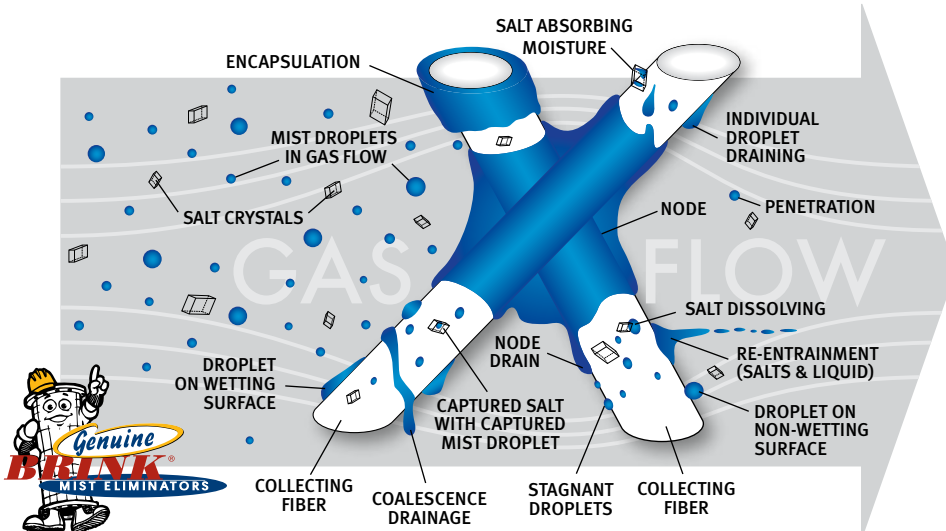 SALT ABSORBING
MOISTURE
ENCAPSULATION
INDIVIDUAL
DROPLET
DRAINING
MIST DROPLETS
IN GAS FLOW
SALT CRYSTALS
NODE
PENETRATION
GAS FLOW
SALT DISSOLVING
NODE
DRAIN
RE-ENTRAINMENT
(SALTS & LIQUID)
DROPLET
ON WETTING
SURFACE
CAPTURED SALT
WITH CAPTURED
MIST DROPLET
DROPLET ON
NON-WETTING
SURFACE
Genuine
BRINK®
MIST ELIMINATORS
COLLECTING
FIBER
COALESCENCE
DRAINAGE
STAGNANT
DROPLETS
COLLECTING
FIBER